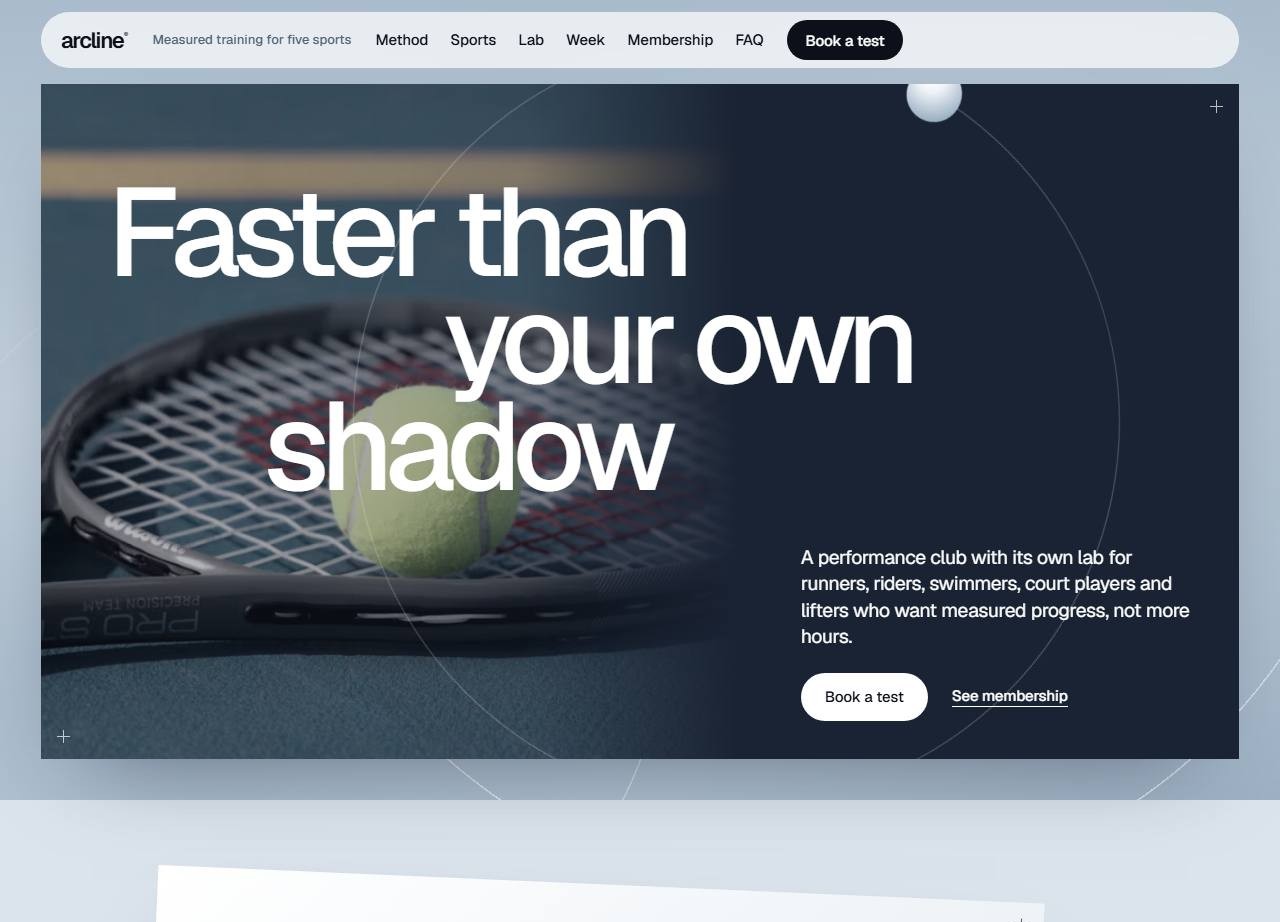 arcline°
Measured training for five sports
Method
Sports
Lab
Week
Membership
FAQ
Book a test
Faster than
your own
shadow
Wilson
PRECISION TEAM
PRO ST
A performance club with its own lab for
runners, riders, swimmers, court players and
lifters who want measured progress, not more
hours.
Book a test
See membership